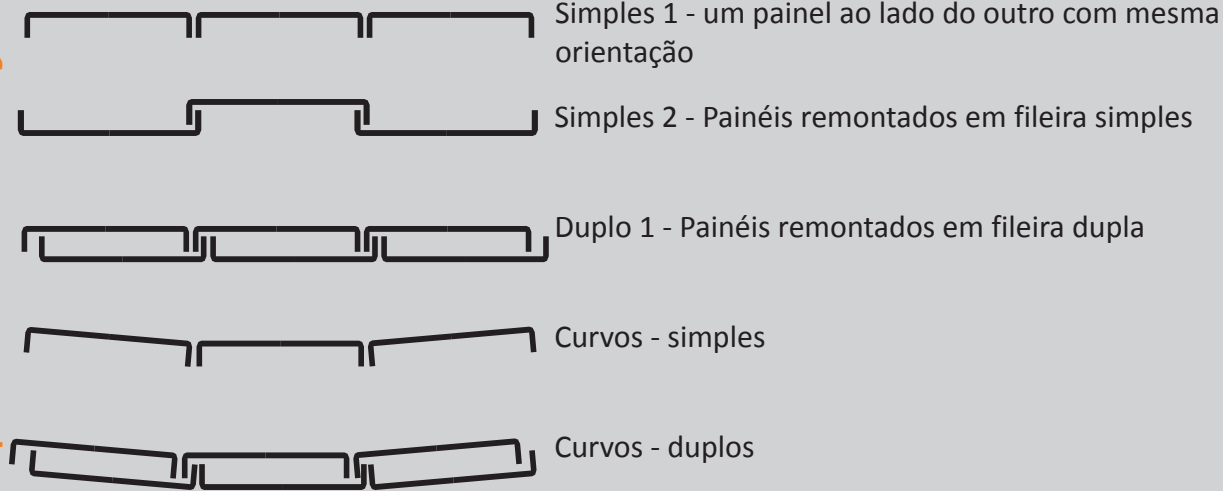 Simples 1 - um painel ao lado do outro com mesma
orientação
Simples 2 - Painéis remontados em fileira simples
Duplo 1 - Painéis remontados em fileira dupla
Curvos - simples
Curvos - duplos